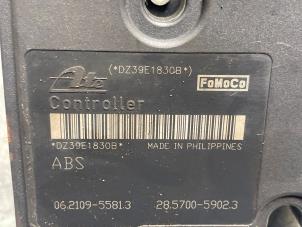 (*DZ39E1830B*)
Ate
FoMoCo
Controller
*DZ39E1830B*
MADE IN PHILIPPINES
ABS
06.2109-5581.3
28.5700-5902.3